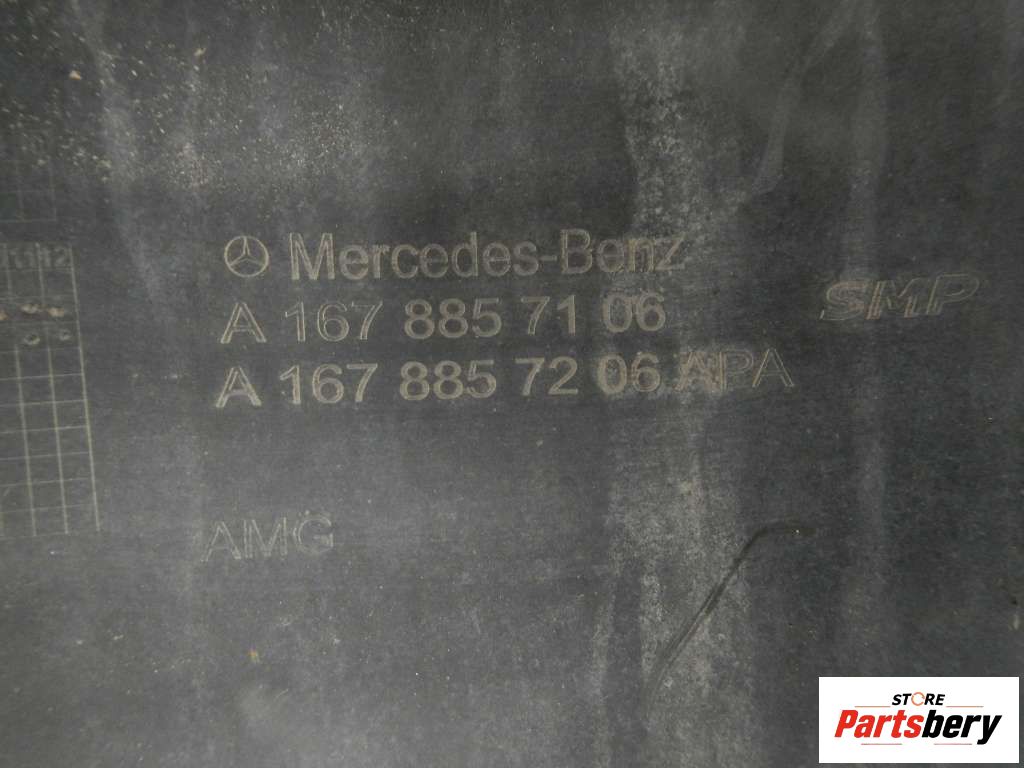 Mercedes-Benz
A 167 885 71 06
SMP
A 167 885 72 06 APA
AMG
STORE
Partsbery